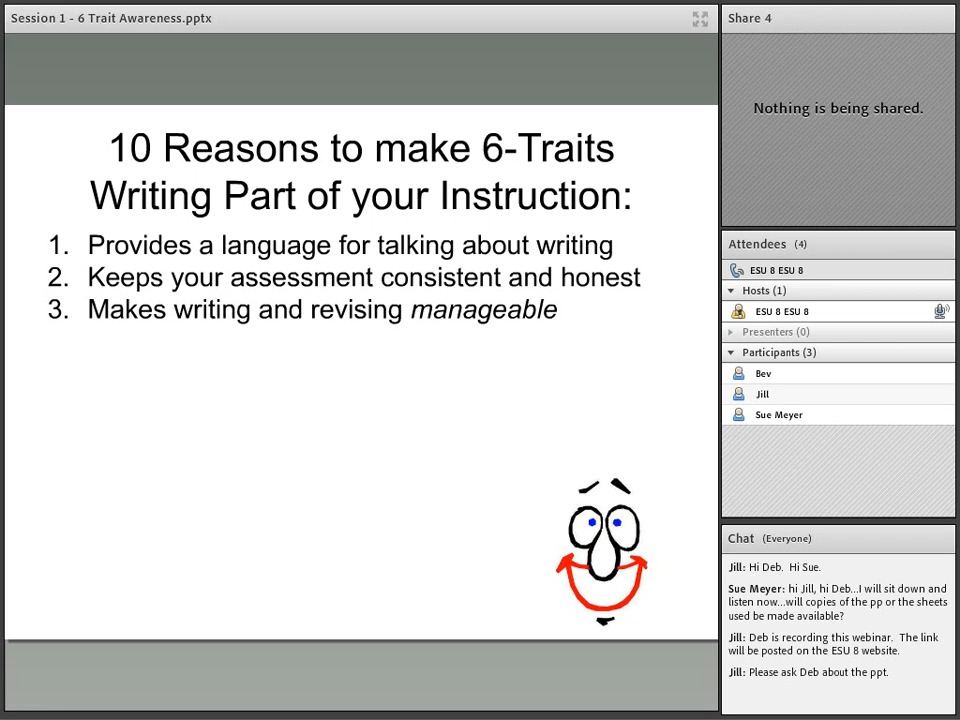 Session 1 - 6 Trait Awareness.pptx
10 Reasons to make 6-Traits
Writing Part of your Instruction:
1. Provides a language for talking about writing
2. Keeps your assessment consistent and honest
3. Makes writing and revising manageable
Share 4
Nothing is being shared.
Attendees (4)
ESU 8 ESU 8
Hosts (1)
ESU 8 ESU 8
Presenters (0)
Participants (3)
Bev
Jill
Sue Meyer
Chat (Everyone)
Jill: Hi Deb.  Hi Sue.
Sue Meyer: hi Jill, hi Deb...I will sit down and
listen now...will copies of the pp or the sheets
used be made available?
Jill: Deb is recording this webinar.  The link
will be posted on the ESU 8 website.
Jill: Please ask Deb about the ppt.